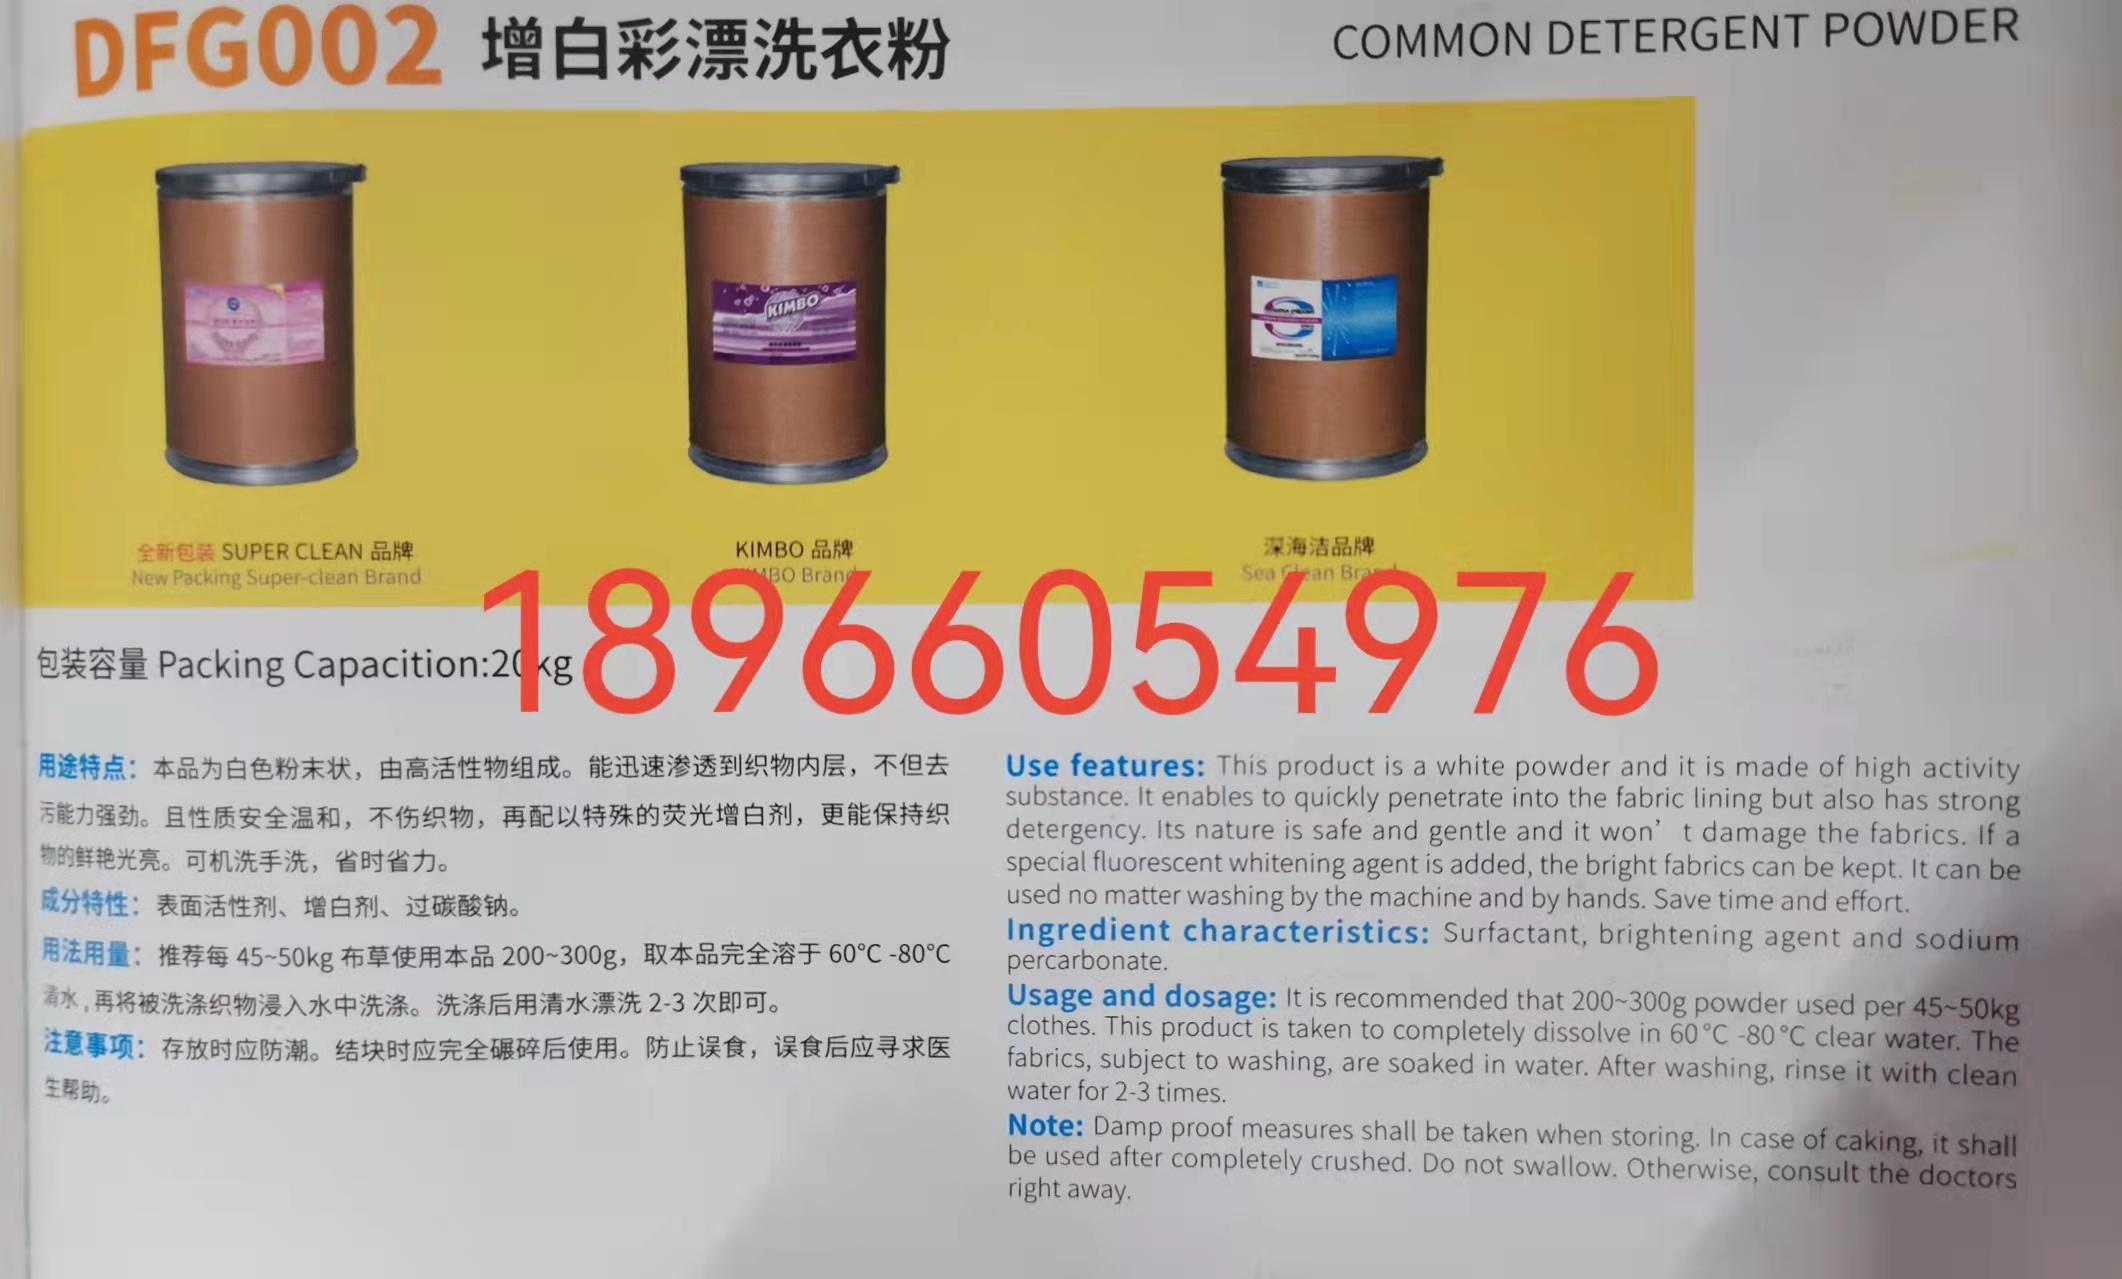 DFG002 增白彩漂洗衣粉
COMMON DETERGENT POWDER
KIMBO
全新包装 SUPER CLEAN 品牌
New Packing Super-clean Brand
KIMBO 品牌
Brand
深海洁品牌
Sea Clean Brand
18966054976
包装容量 Packing Capacition:20kg
用途特点：本品为白色粉末状，由高活性物组成。能迅速渗透到织物内层，不但去
污能力强劲。且性质安全温和，不伤织物，再配以特殊的荧光增白剂，更能保持织
物的鲜艳光亮。可机洗手洗，省时省力。
成分特性：表面活性剂、增白剂、过碳酸钠。
用法用量：推荐每 45~50kg 布草使用本品 200~300g，取本品完全溶于 60°C -80°C
清水，再将被洗涤织物浸入水中洗涤。洗涤后用清水漂洗 2-3 次即可。
注意事项：存放时应防潮。结块时应完全碾碎后使用。防止误食，误食后应寻求医
生帮助。
Use features: This product is a white powder and it is made of high activity
substance. It enables to quickly penetrate into the fabric lining but also has strong
detergency. Its nature is safe and gentle and it won’ t damage the fabrics. If a
special fluorescent whitening agent is added, the bright fabrics can be kept. It can be
used no matter washing by the machine and by hands. Save time and effort.
Ingredient characteristics: Surfactant, brightening agent and sodium
percarbonate.
Usage and dosage: It is recommended that 200~300g powder used per 45~50kg
clothes. This product is taken to completely dissolve in 60°C -80°C clear water. The
fabrics, subject to washing, are soaked in water. After washing, rinse it with clean
water for 2-3 times.
Note: Damp proof measures shall be taken when storing. In case of caking, it shall
be used after completely crushed. Do not swallow. Otherwise, consult the doctors
right away.